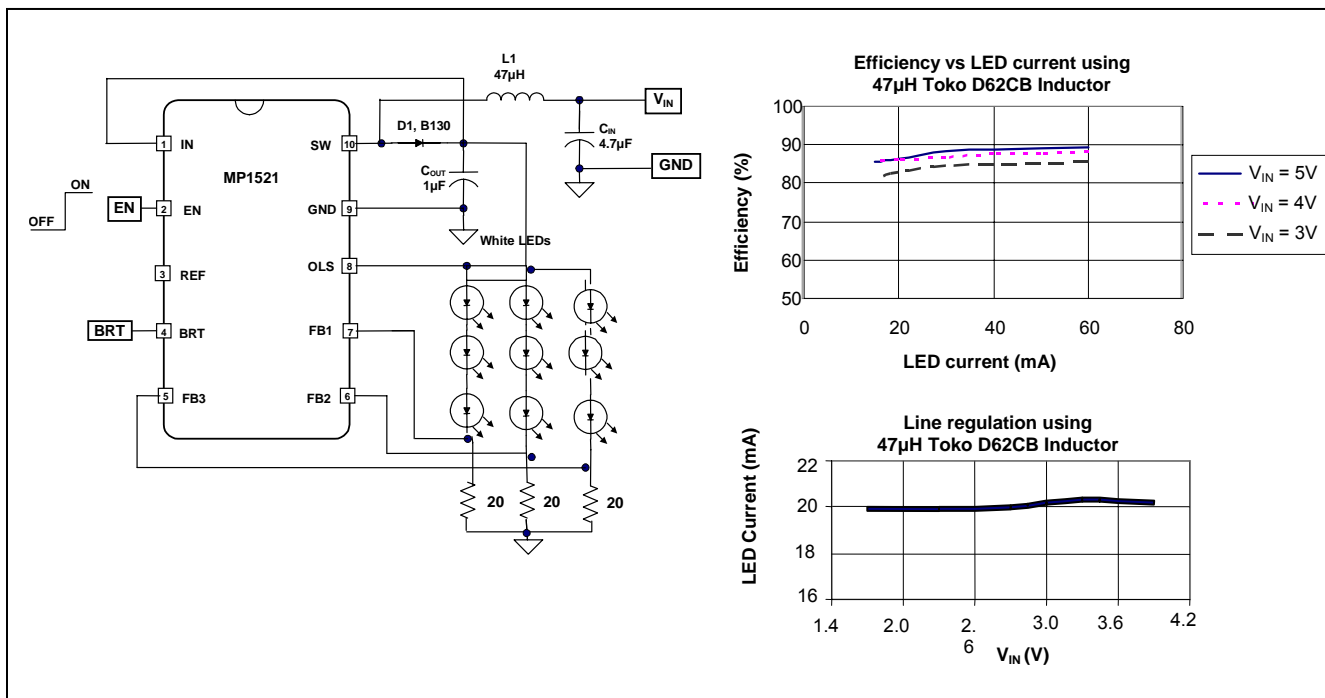 L1
47µH
VIN
D1, B130
CIN
4.7µF
GND
COUT
1µF
1 IN
SW 10
MP1521
ON
OFF
EN
2 EN
GND 9
White LEDs
3 REF
OLS 8
BRT
4 BRT
FB1 7
5 FB3
FB2 6
20
20
20
Efficiency vs LED current using
47µH Toko D62CB Inductor
Efficiency (%)
100
90
80
70
60
50
0 20 40 60 80
LED current (mA)
VIN = 5V
VIN = 4V
VIN = 3V
Line regulation using
47µH Toko D62CB Inductor
LED Current (mA)
22
20
18
16
1.4 2.0 2. 3.0 3.6 4.2
6
VIN (V)